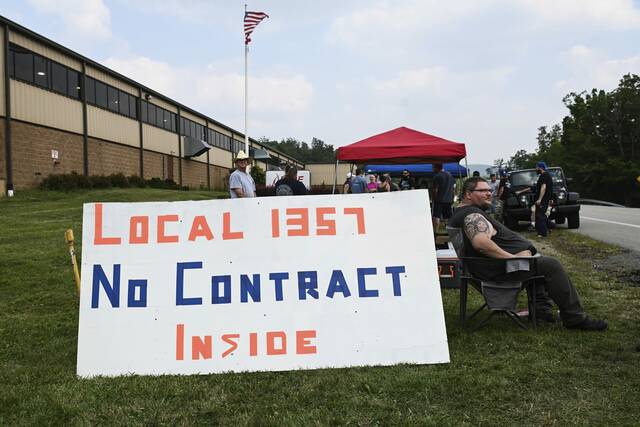 Local 1357
No Contract
Inside